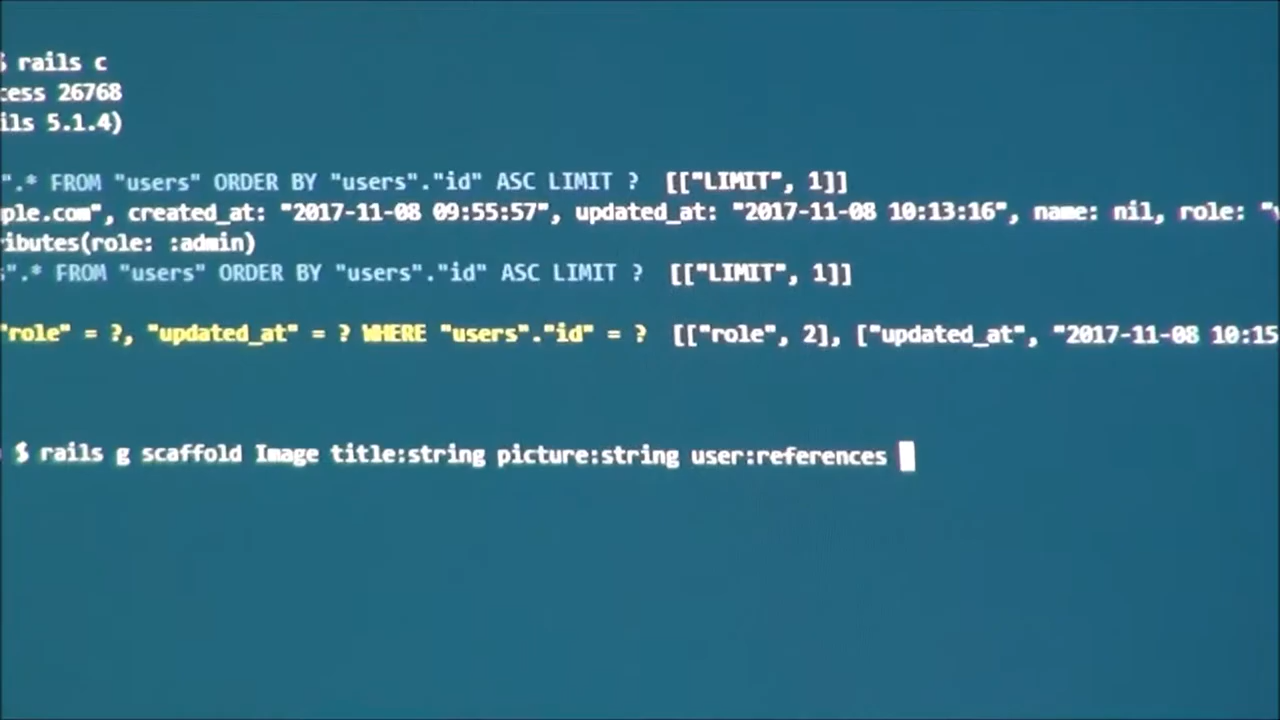 $ rails c
cess 26768
ils 5.1.4)
".* FROM "users" ORDER BY "users"."id" ASC LIMIT ? [["LIMIT", 1]]
ple.com", created_at: "2017-11-08 09:55:57", updated_at: "2017-11-08 10:13:16", name: nil, role: "
ributes(role: :admin)
s".* FROM "users" ORDER BY "users"."id" ASC LIMIT ? [["LIMIT", 1]]
"role" = ?, "updated_at" = ? WHERE "users"."id" = ? [["role", 2], ["updated_at", "2017-11-08 10:15
$ rails g scaffold Image title:string picture:string user:references